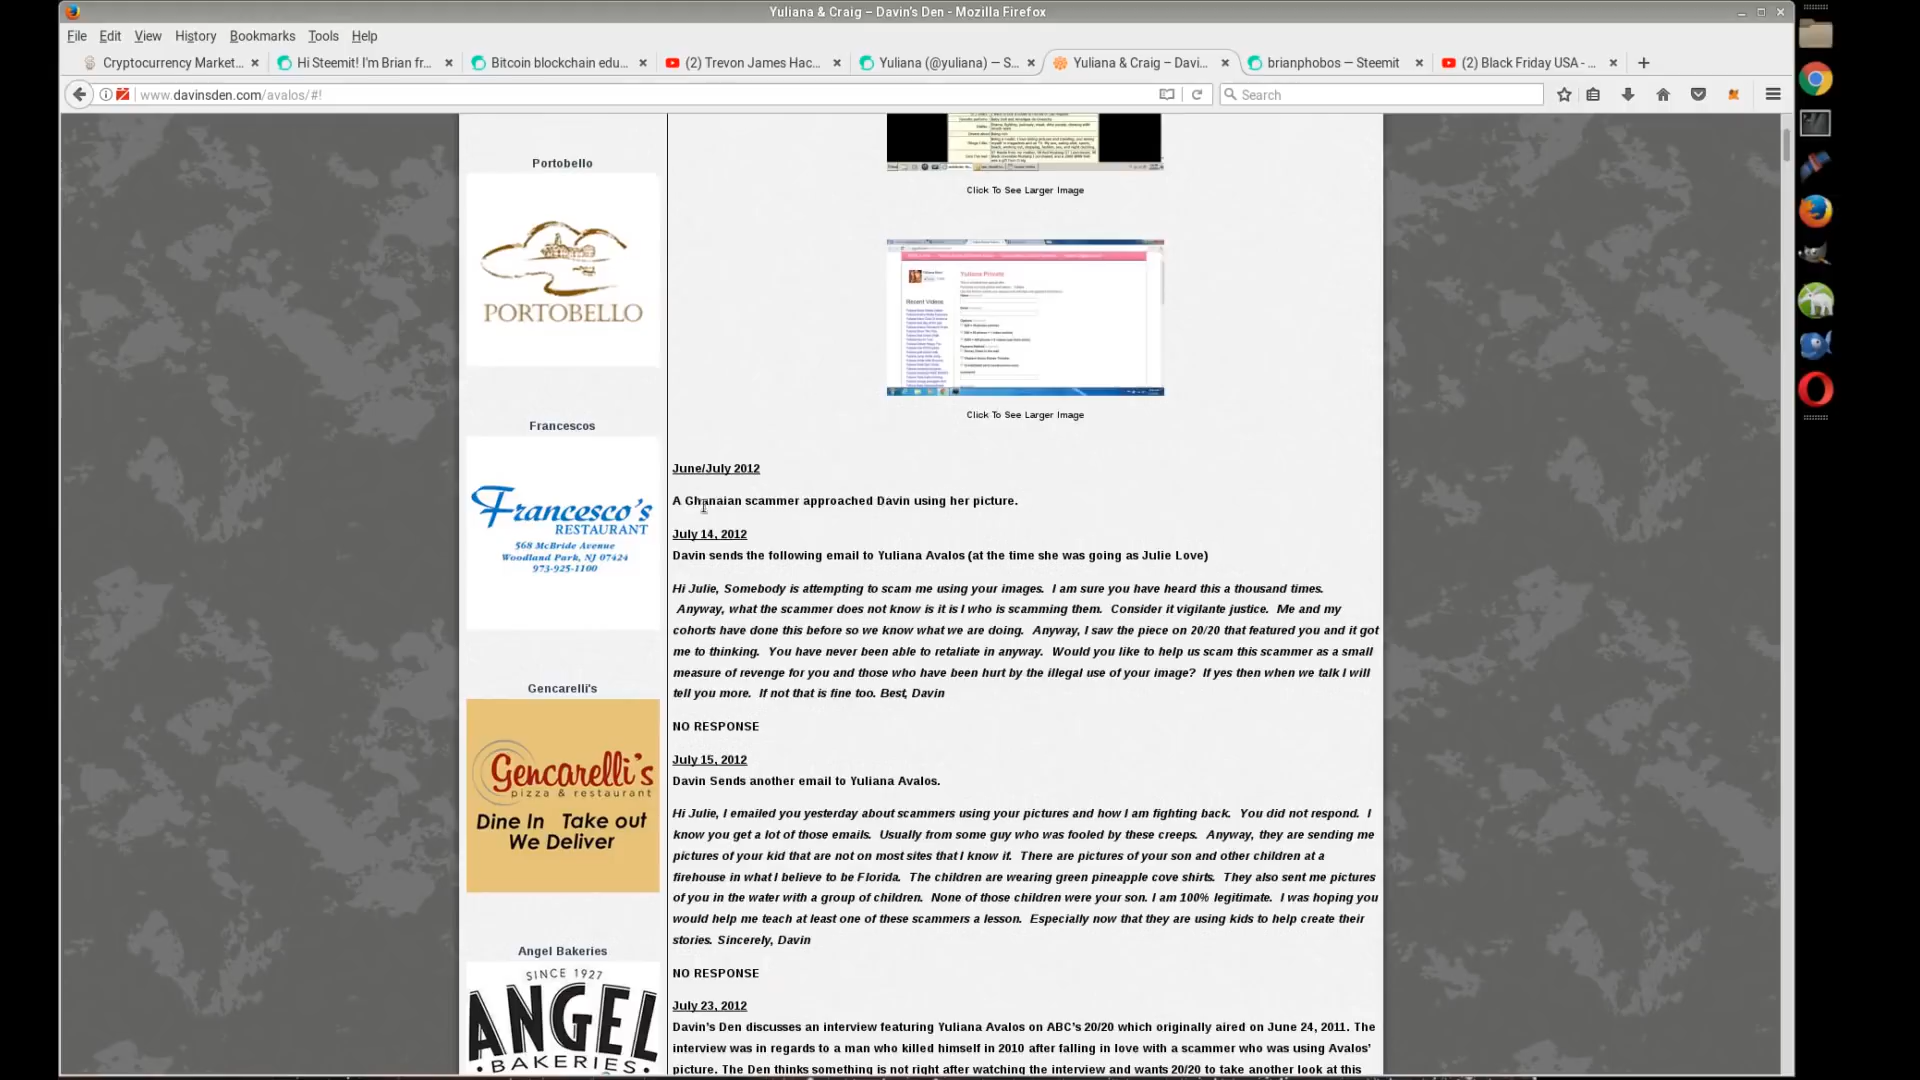 Yuliana & Craig – Davin's Den - Mozilla Firefox
File Edit View History Bookmarks Tools Help
Cryptocurrency Market... Hi Steemit! I'm Brian fr... Bitcoin blockchain edu... (2) Trevon James Hac... Yuliana (@yuliana) — S... Yuliana & Craig – Davi... brianphobos — Steemit (2) Black Friday USA - ...
www.davinsden.com/avalos/#! Search
Portobello
PORTOBELLO
Francescos
Francesco's
RESTAURANT
568 McBride Avenue
Woodland Park, NJ 07424
973-925-1100
Gencarelli's
Gencarelli's
pizza & restaurant
Dine In Take out
We Deliver
Angel Bakeries
SINCE 1927
ANGEL
• BAKERIES •
Click To See Larger Image
Yuliana Private
Recent Videos
Click To See Larger Image
June/July 2012
A Ghanaian scammer approached Davin using her picture.
July 14, 2012
Davin sends the following email to Yuliana Avalos (at the time she was going as Julie Love)
Hi Julie, Somebody is attempting to scam me using your images. I am sure you have heard this a thousand times.
Anyway, what the scammer does not know is it is I who is scamming them. Consider it vigilante justice. Me and my
cohorts have done this before so we know what we are doing. Anyway, I saw the piece on 20/20 that featured you and it got
me to thinking. You have never been able to retaliate in anyway. Would you like to help us scam this scammer as a small
measure of revenge for you and those who have been hurt by the illegal use of your image? If yes then when we talk I will
tell you more. If not that is fine too. Best, Davin
NO RESPONSE
July 15, 2012
Davin Sends another email to Yuliana Avalos.
Hi Julie, I emailed you yesterday about scammers using your pictures and how I am fighting back. You did not respond. I
know you get a lot of those emails. Usually from some guy who was fooled by these creeps. Anyway, they are sending me
pictures of your kid that are not on most sites that I know if. There are pictures of your son and other children at a
firehouse in what I believe to be Florida. The children are wearing green pineapple cove shirts. They also sent me pictures
of you in the water with a group of children. None of those children were your son. I am 100% legitimate. I was hoping you
would help me teach at least one of these scammers a lesson. Especially now that they are using kids to help create their
stories. Sincerely, Davin
NO RESPONSE
July 23, 2012
Davin's Den discusses an interview featuring Yuliana Avalos on ABC's 20/20 which originally aired on June 24, 2011. The
interview was in regards to a man who killed himself in 2010 after falling in love with a scammer who was using Avalos'
picture. The Den thinks something is not right after watching the interview and wants 20/20 to take another look at this